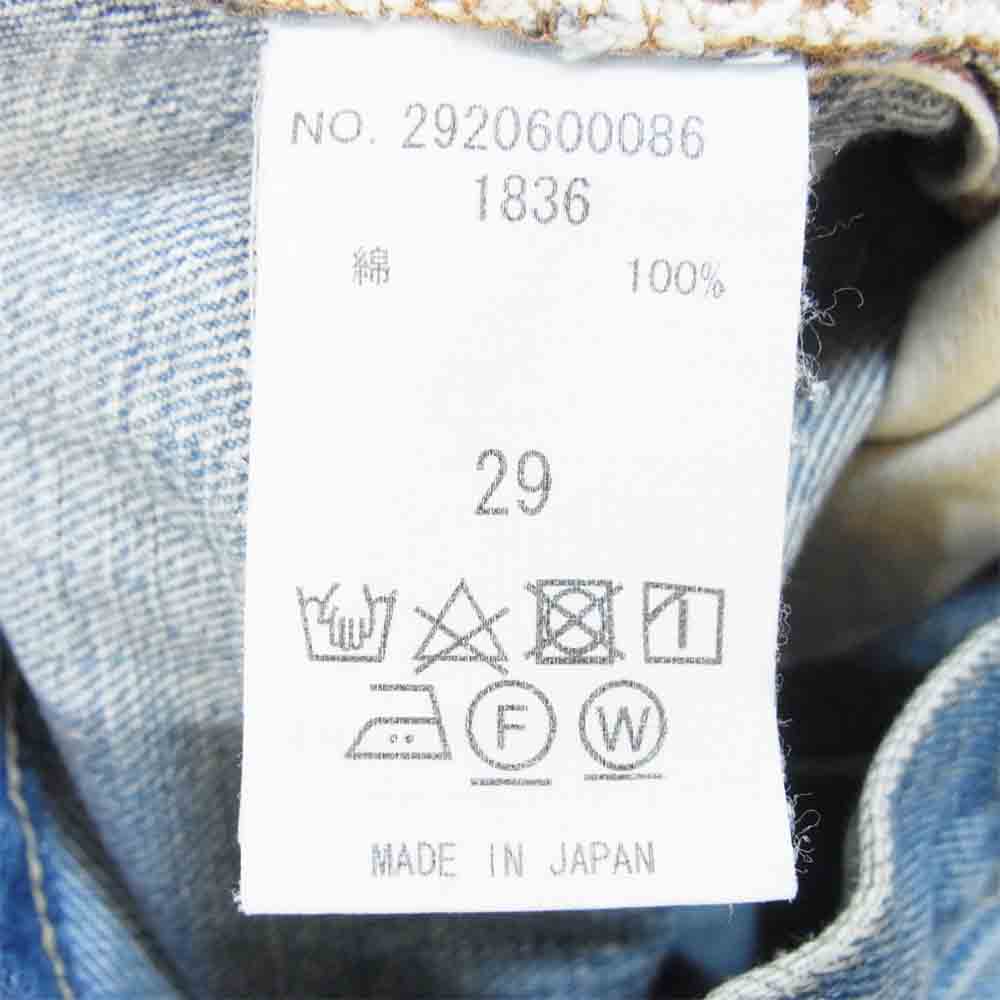 NO. 2920600086
1836
綿 100%
29
F W
MADE IN JAPAN